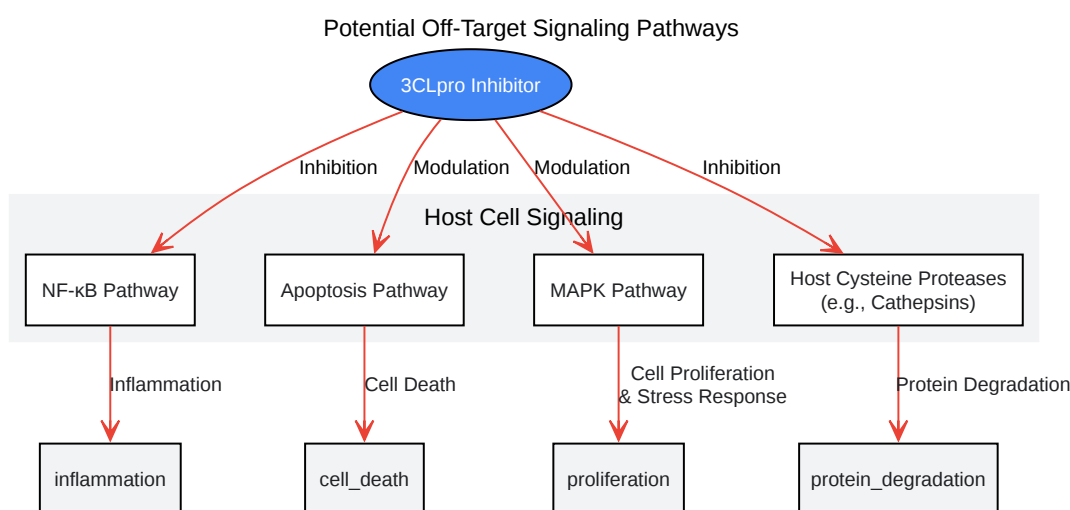 Potential Off-Target Signaling Pathways
3CLpro Inhibitor
Inhibition
Modulation
Modulation
Inhibition
Host Cell Signaling
NF-κB Pathway
Apoptosis Pathway
MAPK Pathway
Host Cysteine Proteases
(e.g., Cathepsins)
Inflammation
Cell Death
Cell Proliferation
& Stress Response
Protein Degradation
inflammation
cell_death
proliferation
protein_degradation